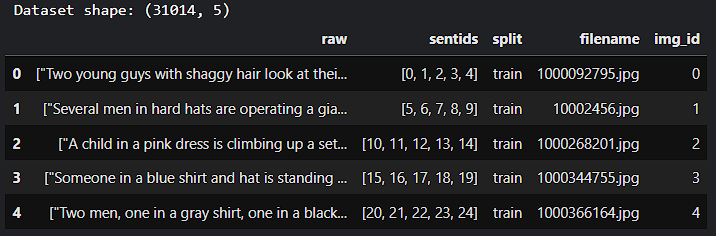 Dataset shape: (31014, 5)
raw sentids split filename img_id
0 ["Two young guys with shaggy hair look at thei... [0, 1, 2, 3, 4] train 1000092795.jpg 0
1 ["Several men in hard hats are operating a gia... [5, 6, 7, 8, 9] train 10002456.jpg 1
2 ["A child in a pink dress is climbing up a set... [10, 11, 12, 13, 14] train 1000268201.jpg 2
3 ["Someone in a blue shirt and hat is standing ... [15, 16, 17, 18, 19] train 1000344755.jpg 3
4 ["Two men, one in a gray shirt, one in a black... [20, 21, 22, 23, 24] train 1000366164.jpg 4